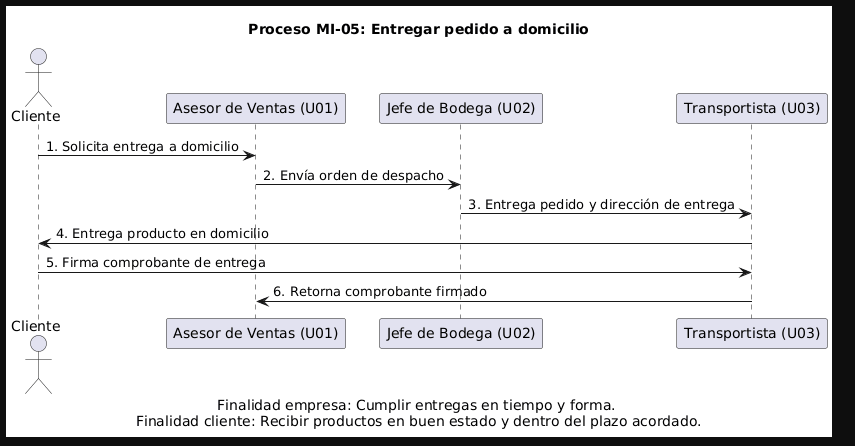 Proceso MI-05: Entregar pedido a domicilio
Cliente
Asesor de Ventas (U01)
Jefe de Bodega (U02)
Transportista (U03)
1. Solicita entrega a domicilio
2. Envía orden de despacho
3. Entrega pedido y dirección de entrega
4. Entrega producto en domicilio
5. Firma comprobante de entrega
6. Retorna comprobante firmado
Cliente
Asesor de Ventas (U01)
Jefe de Bodega (U02)
Transportista (U03)
Finalidad empresa: Cumplir entregas en tiempo y forma.
Finalidad cliente: Recibir productos en buen estado y dentro del plazo acordado.